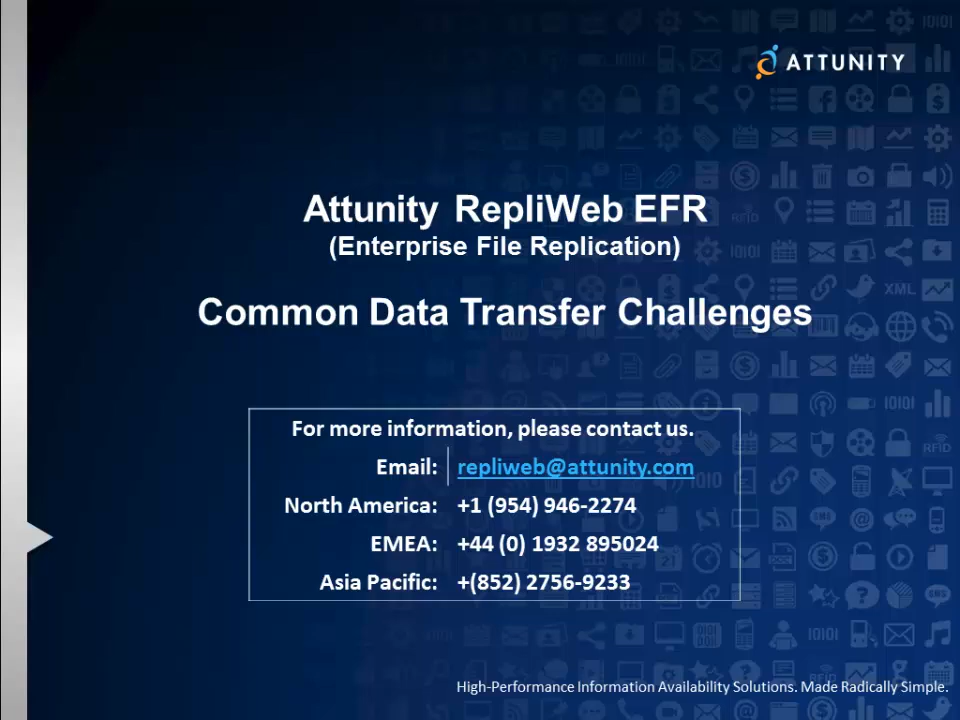 ATTUNITY
Attunity RepliWeb EFR
(Enterprise File Replication)
Common Data Transfer Challenges
For more information, please contact us.
Email: repliweb@attunity.com
North America: +1 (954) 946-2274
EMEA: +44 (0) 1932 895024
Asia Pacific: +(852) 2756-9233
High-Performance Information Availability Solutions. Made Radically Simple.